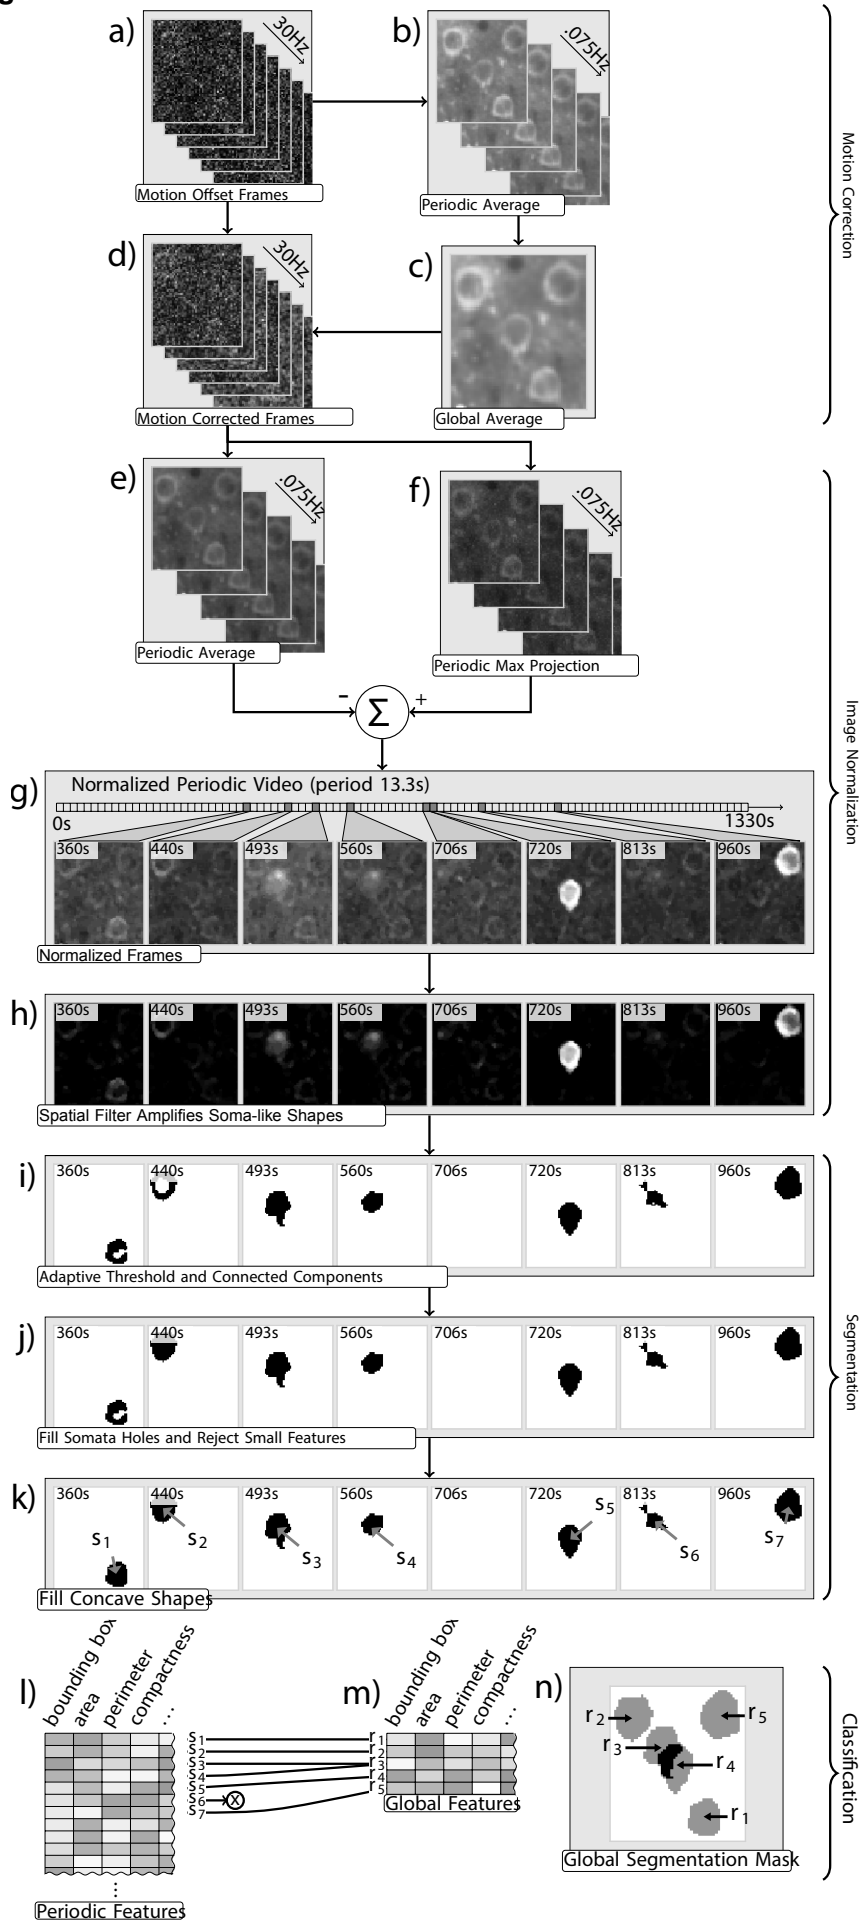 a)
30Hz
Motion Offset Frames
b)
.075Hz
Periodic Average
Motion Correction
d)
30Hz
Motion Corrected Frames
c)
Global Average
e)
.075Hz
Periodic Average
f)
.075Hz
Periodic Max Projection
- Σ +
Image Normalization
g)
Normalized Periodic Video (period 13.3s)
0s 1330s
360s 440s 493s 560s 706s 720s 813s 960s
Normalized Frames
h)
360s 440s 493s 560s 706s 720s 813s 960s
Spatial Filter Amplifies Soma-like Shapes
i)
360s 440s 493s 560s 706s 720s 813s 960s
Adaptive Threshold and Connected Components
j)
360s 440s 493s 560s 706s 720s 813s 960s
Fill Somata Holes and Reject Small Features
Segmentation
k)
360s 440s 493s 560s 706s 720s 813s 960s
s1 s2 s3 s4 s5 s6 s7
Fill Concave Shapes
l)
bounding box
area
perimeter
compactness
...
s1
s2
s3
s4
s5
s6 X
s7
...
Periodic Features
m)
bounding box
area
perimeter
compactness
...
r1
r2
r3
r4
r5
Global Features
n)
r2 r5
r3
r4
r1
Global Segmentation Mask
Classification